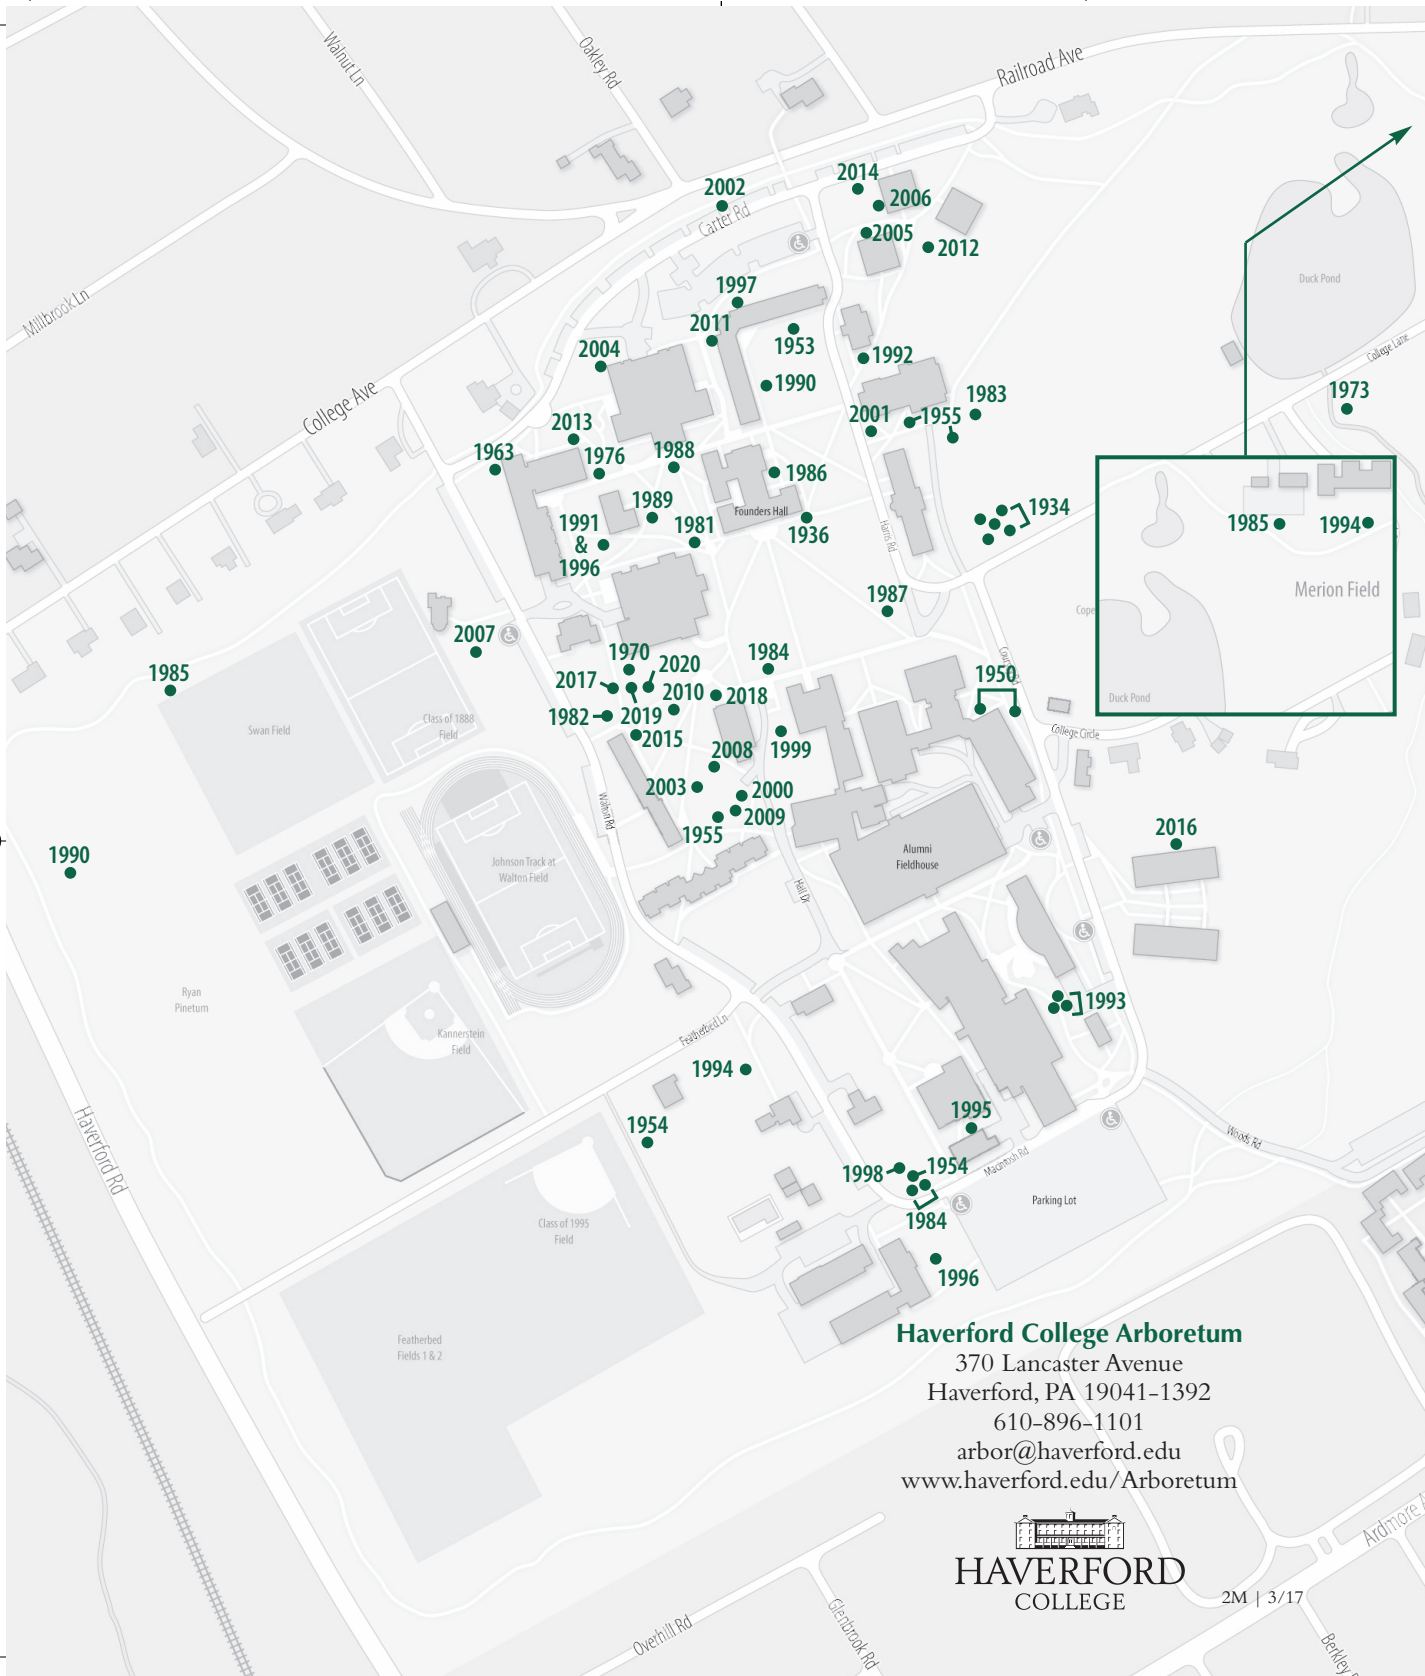 Walnut Ln
Oakley Rd
Railroad Ave
2014
2002
2006
Carter Rd
2005
2012
Duck Pond
1997
Millbrook Ln
2011
1953
2004
1992
College Lane
1990
1983
1973
College Ave
2001
1955
2013
1963
1976
1988
1986
1934
1989
Founders Hall
1991
&
1996
1981
1936
Harris Rd
1985
1994
Merion Field
1987
Cope
2007
1970
2020
1984
1985
2017
2010
2018
1950
Duck Pond
1982
2019
Class of 1888
Field
Swan Field
2015
1999
College Circle
2008
2003
2000
Walton Rd
2009
1955
2016
1990
Alumni
Fieldhouse
Johnson Track at
Walton Field
Hall Dr
Ryan
Pinetum
1993
Kannerstein
Field
Featherbed Ln
1994
Haverford Rd
1954
1995
Woods Rd
Macintosh Rd
1998
1954
Parking Lot
1984
Class of 1995
Field
1996
Featherbed
Fields 1 & 2
Haverford College Arboretum
370 Lancaster Avenue
Haverford, PA 19041-1392
610-896-1101
arbor@haverford.edu
www.haverford.edu/Arboretum
HAVERFORD
COLLEGE
2M | 3/17
Ardmore A
Overhill Rd
Glenbrook Rd
Berkley